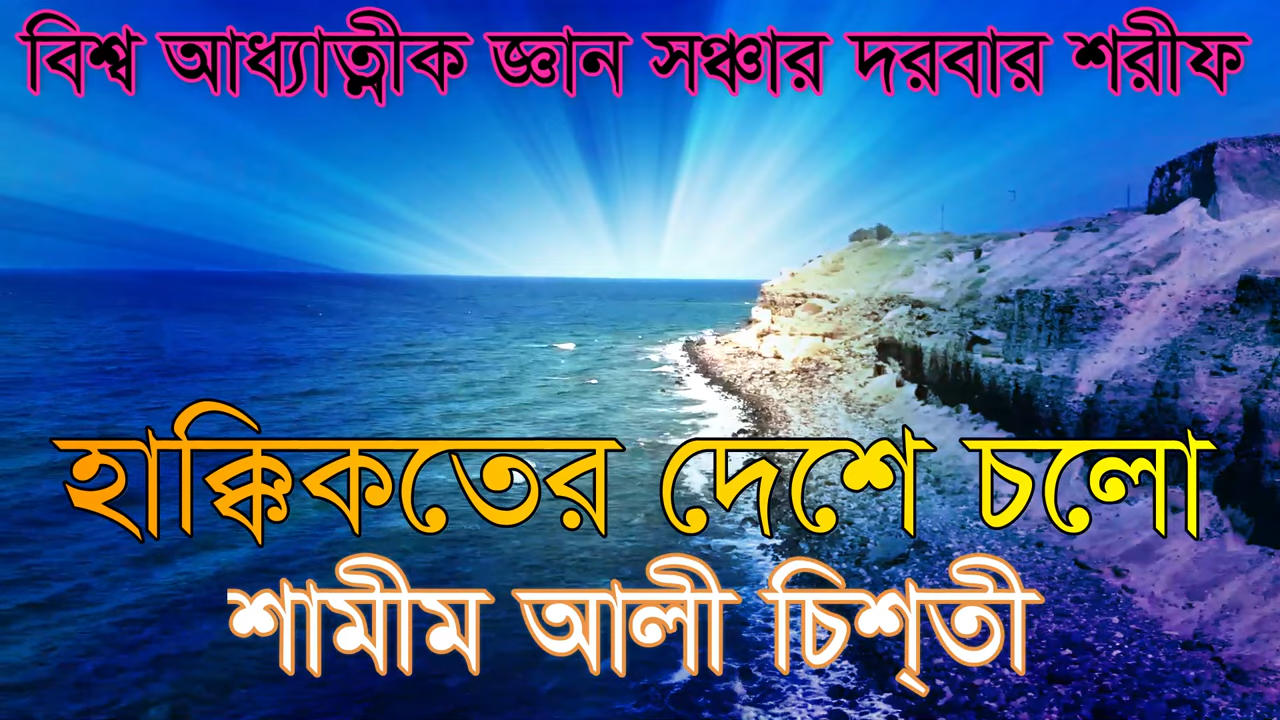 বিশ্ব আধ্যাত্নীক জ্ঞান সঞ্চার দরবার শরীফ
হাক্কিকতের দেশে চলো
শামীম আলী চিশ্‌তী